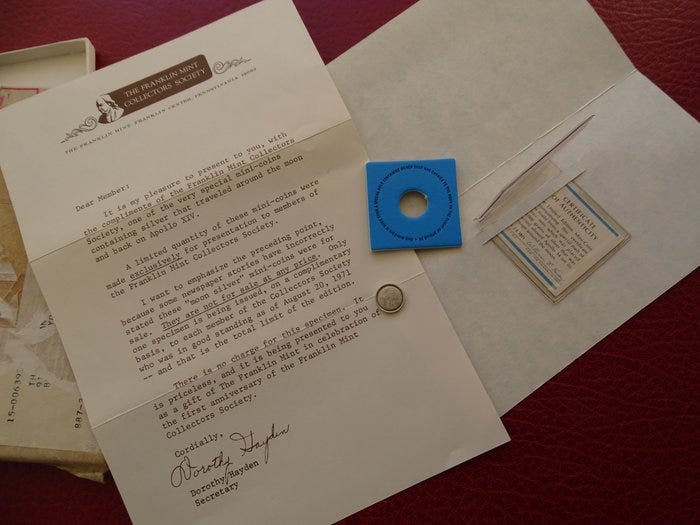 THE FRANKLIN MINT
COLLECTORS SOCIETY
THE FRANKLIN MINT, FRANKLIN CENTER, PENNSYLVANIA 19063
Dear Member:
It is my pleasure to present to you, with
the compliments of the Franklin Mint Collectors
Society, one of the very special mini-coins
containing silver that traveled around the moon
and back on Apollo XIV.
A limited quantity of these mini-coins were
made exclusively for presentation to members of
the Franklin Mint Collectors Society.
I want to emphasize the preceding point,
because some newspaper stories have incorrectly
stated these "moon silver" mini-coins were for
sale. They are not for sale at any price. Only
one specimen is being issued, on a complimentary
basis, to each member of the Collectors Society
who was in good standing as of August 20, 1971
-- and that is the total limit of the edition.
There is no charge for this specimen. It
is priceless, and it is being presented to you
as a gift of The Franklin Mint in celebration of
the first anniversary of the Franklin Mint
Collectors Society.
Cordially,
Dorothy Hayden
Dorothy Hayden
Secretary
CERTIFICATE
OF AUTHENTICITY
15-00639
887-2